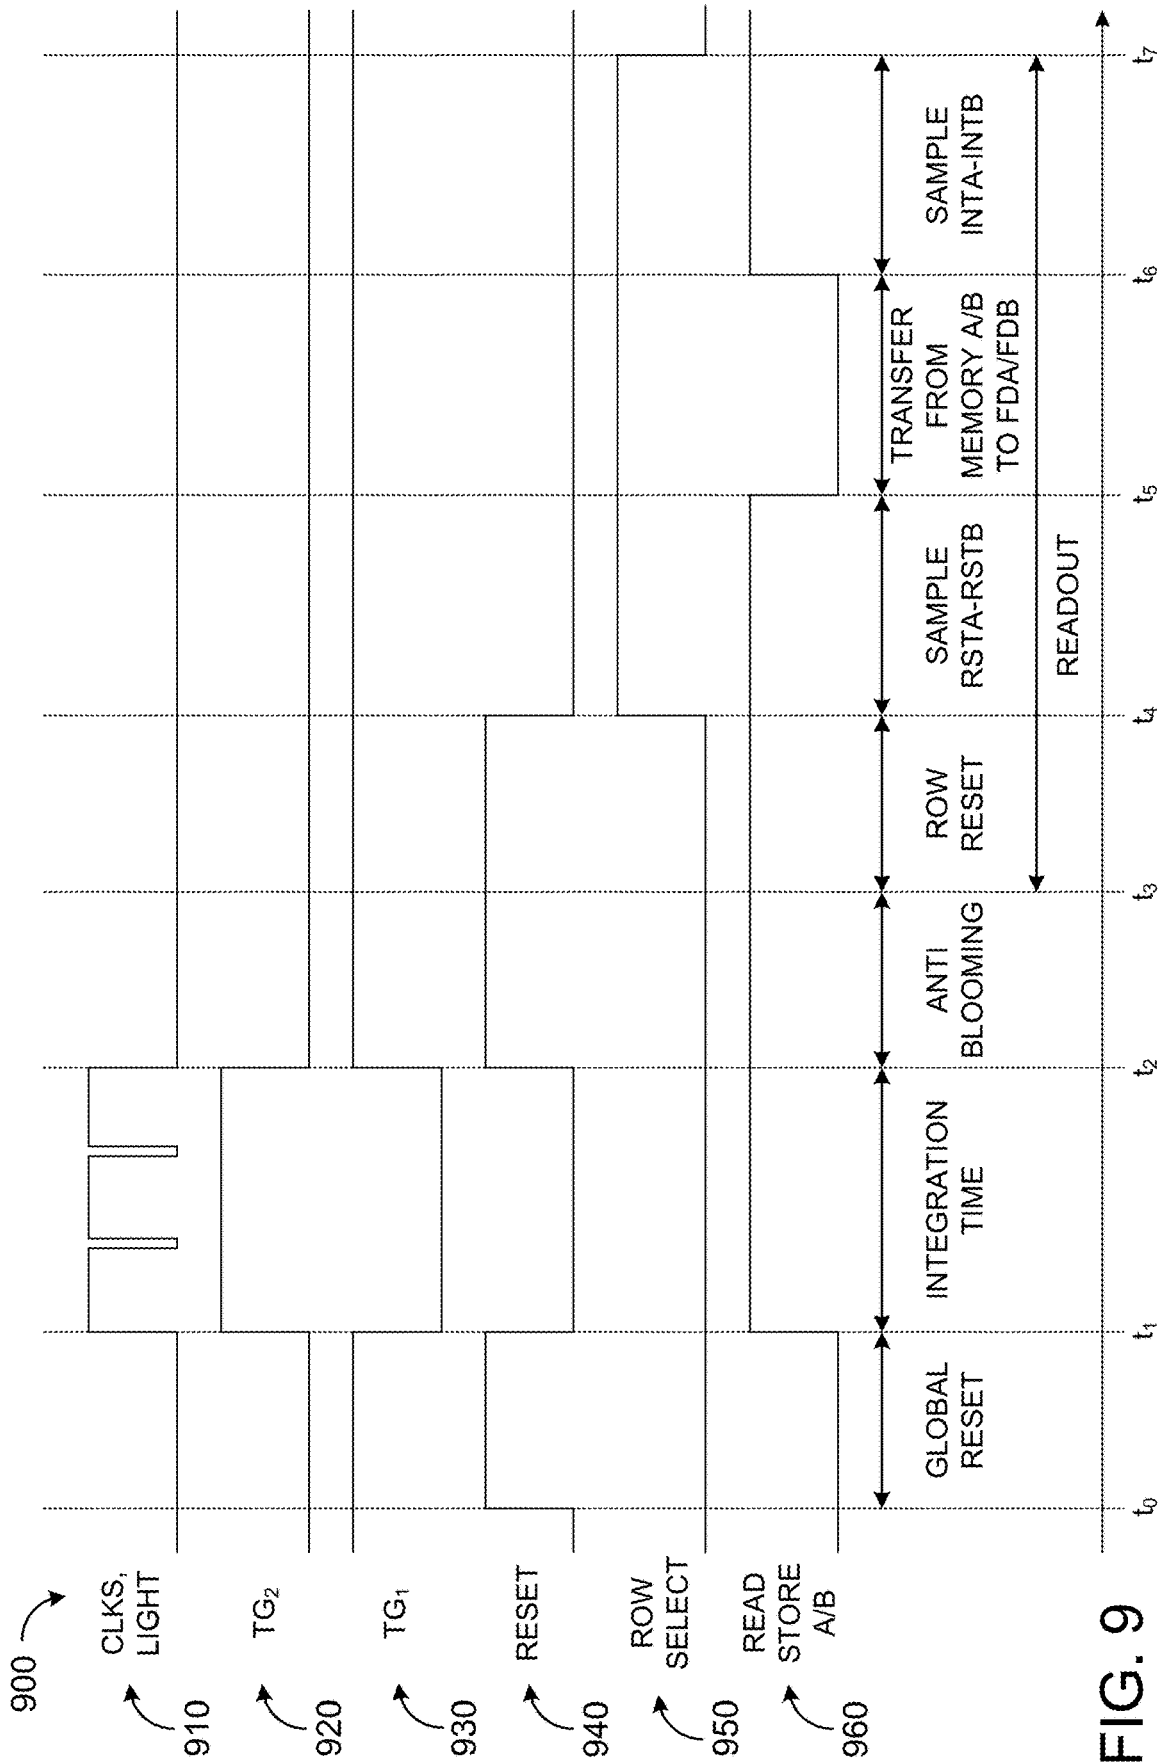 900
CLKS,
LIGHT
910
TG₂
920
TG₁
930
RESET
940
ROW
SELECT
950
READ
STORE
A/B
960
GLOBAL
RESET
INTEGRATION
TIME
ANTI
BLOOMING
ROW
RESET
SAMPLE
RSTA-RSTB
TRANSFER
FROM
MEMORY A/B
TO FDA/FDB
SAMPLE
INTA-INTB
READOUT
t₀
t₁
t₂
t₃
t₄
t₅
t₆
t₇
FIG. 9